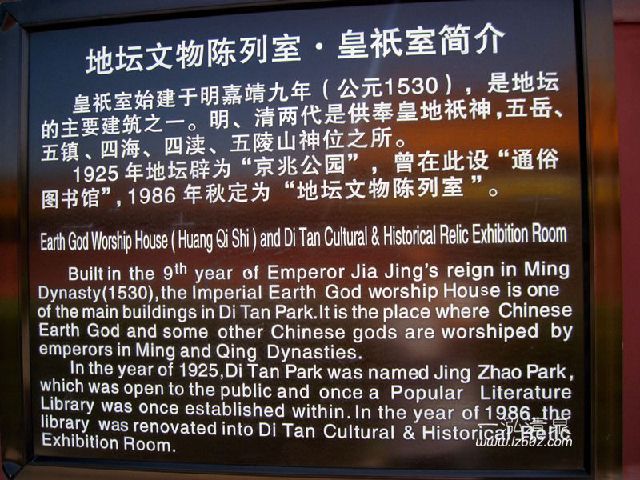 地坛文物陈列室·皇祇室简介
皇祇室始建于明嘉靖九年（公元1530），是地坛
的主要建筑之一。明、清两代是供奉皇地祇神，五岳、
五镇、四海、四渎、五陵山神位之所。
1925年地坛辟为“京兆公园”，曾在此设“通俗
图书馆”，1986年秋定为“地坛文物陈列室”。
Earth God Worship House ( Huang Qi Shi ) and Di Tan Cultural & Historical Relic Exhibition Room
Built in the 9th year of Emperor Jia Jing's reign in Ming
Dynasty(1530),the Imperial Earth God worship House is one
of the main buildings in Di Tan Park.It is the place where Chinese
Earth God and some other Chinese gods are worshiped by
emperors in Ming and Qing Dynasties.
In the year of 1925,Di Tan Park was named Jing Zhao Park,
which was open to the public and once a Popular Literature
Library was once established within. In the year of 1986, the
library was renovated into Di Tan Cultural & Historical Relic
Exhibition Room.